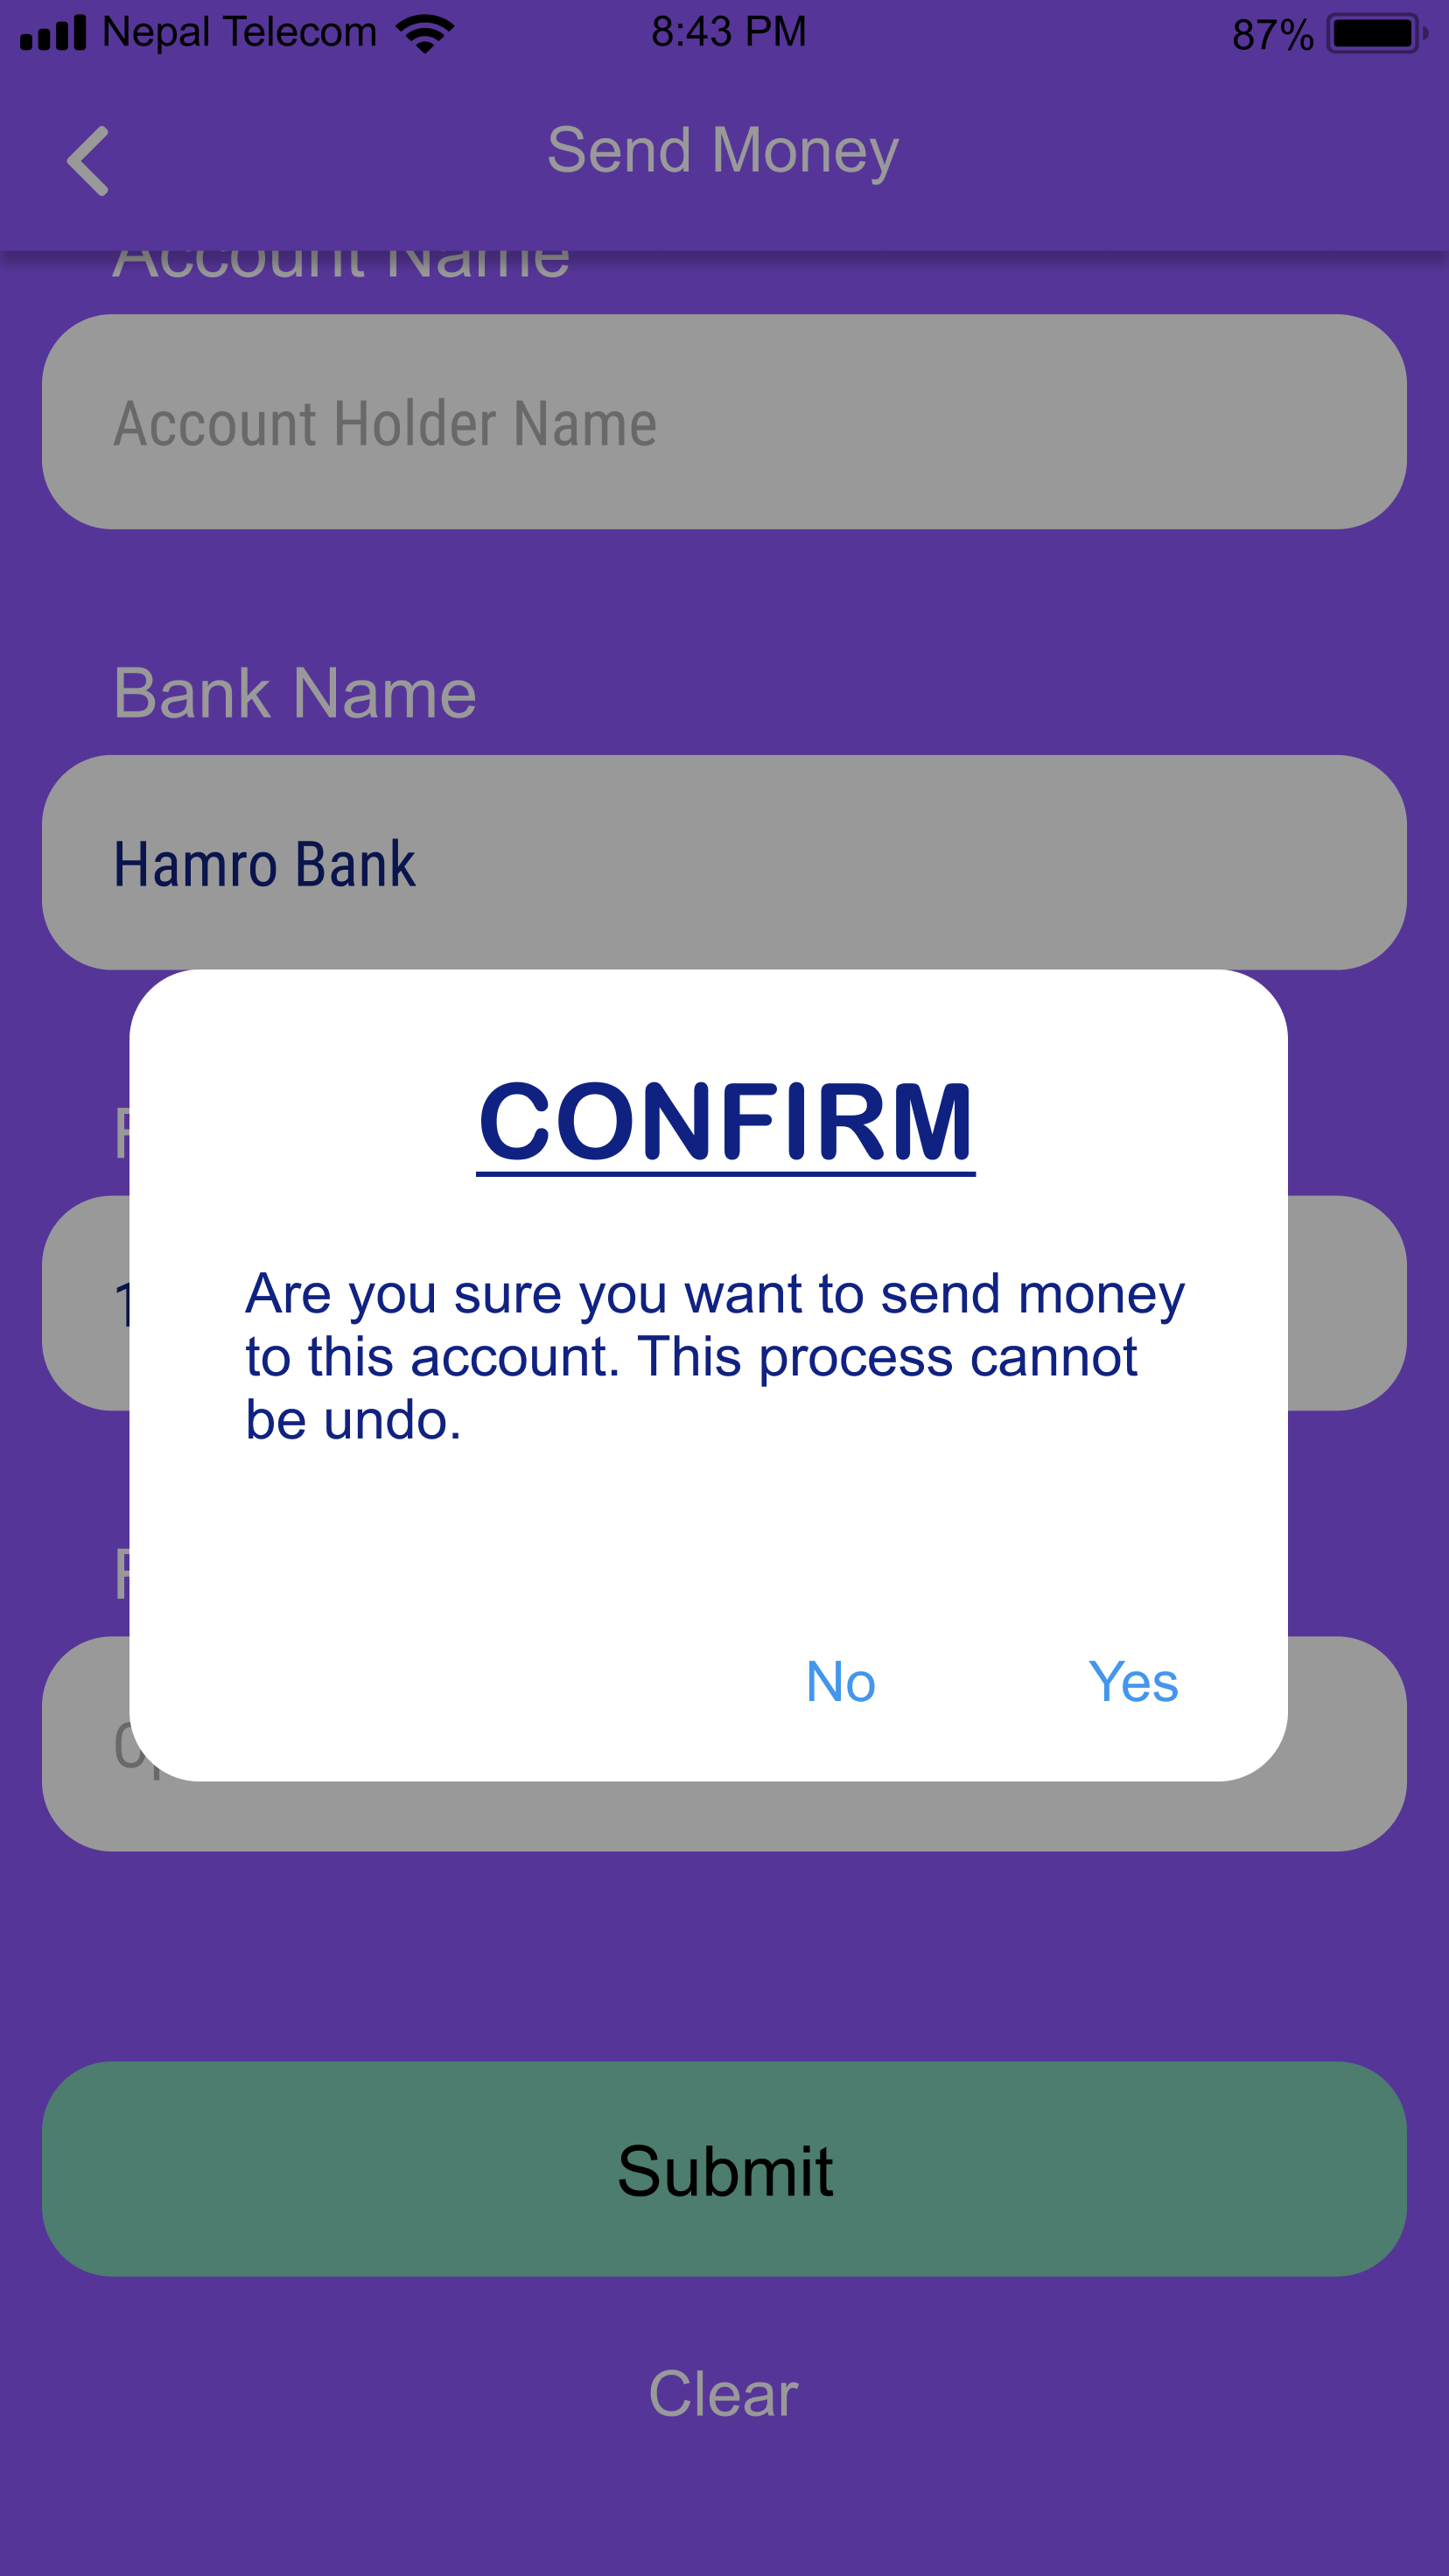 Nepal Telecom 8:43 PM 87%
Send Money
Account Name
Account Holder Name
Bank Name
Hamro Bank
CONFIRM
Are you sure you want to send money
to this account. This process cannot
be undo.
No Yes
Submit
Clear